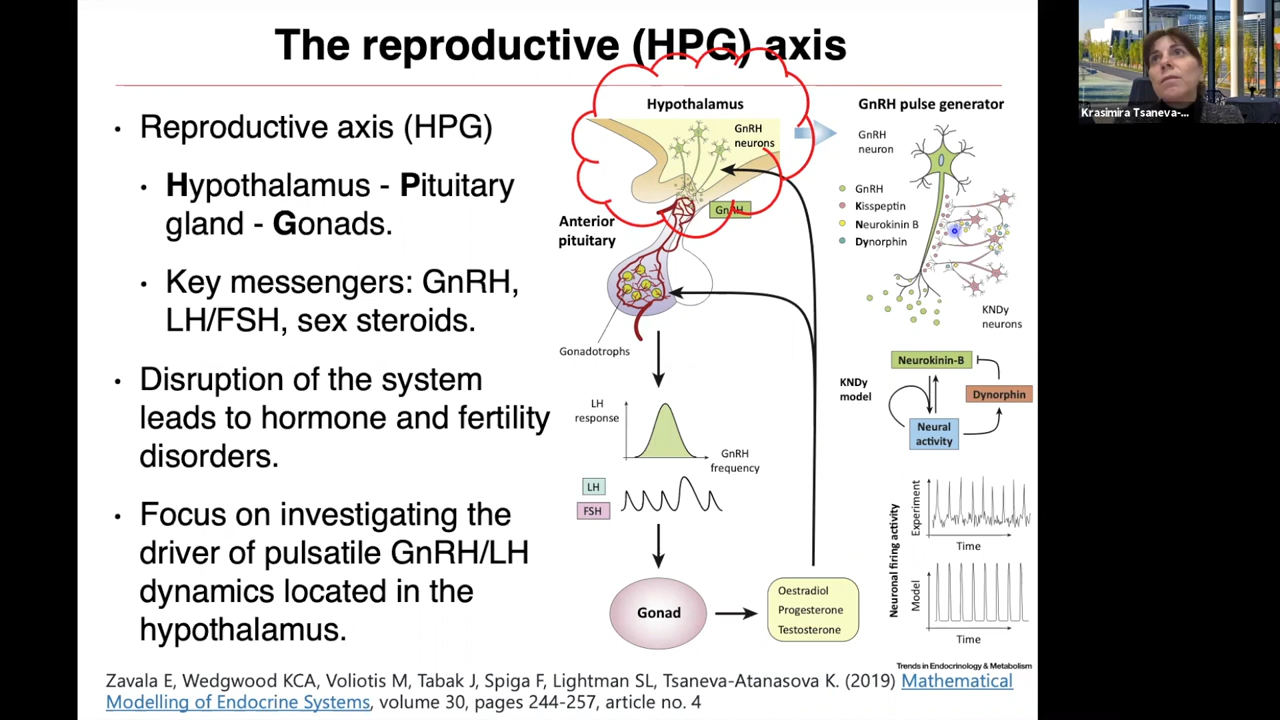 The reproductive (HPG) axis
• Reproductive axis (HPG)
• Hypothalamus - Pituitary
gland - Gonads.
• Key messengers: GnRH,
LH/FSH, sex steroids.
• Disruption of the system
leads to hormone and fertility
disorders.
• Focus on investigating the
driver of pulsatile GnRH/LH
dynamics located in the
hypothalamus.
Hypothalamus
GnRH
neurons
GnRH
Anterior
pituitary
Gonadotrophs
LH
response
GnRH
frequency
LH
FSH
Gonad
Oestradiol
Progesterone
Testosterone
GnRH pulse generator
GnRH
neuron
GnRH
Kisspeptin
Neurokinin B
Dynorphin
KNDy
neurons
KNDy
model
Neurokinin-B
Dynorphin
Neural
activity
Neuronal firing activity
Experiment
Time
Model
Time
Trends in Endocrinology & Metabolism
Zavala E, Wedgwood KCA, Voliotis M, Tabak J, Spiga F, Lightman SL, Tsaneva-Atanasova K. (2019) Mathematical
Modelling of Endocrine Systems, volume 30, pages 244-257, article no. 4
Krasimira Tsaneva-...